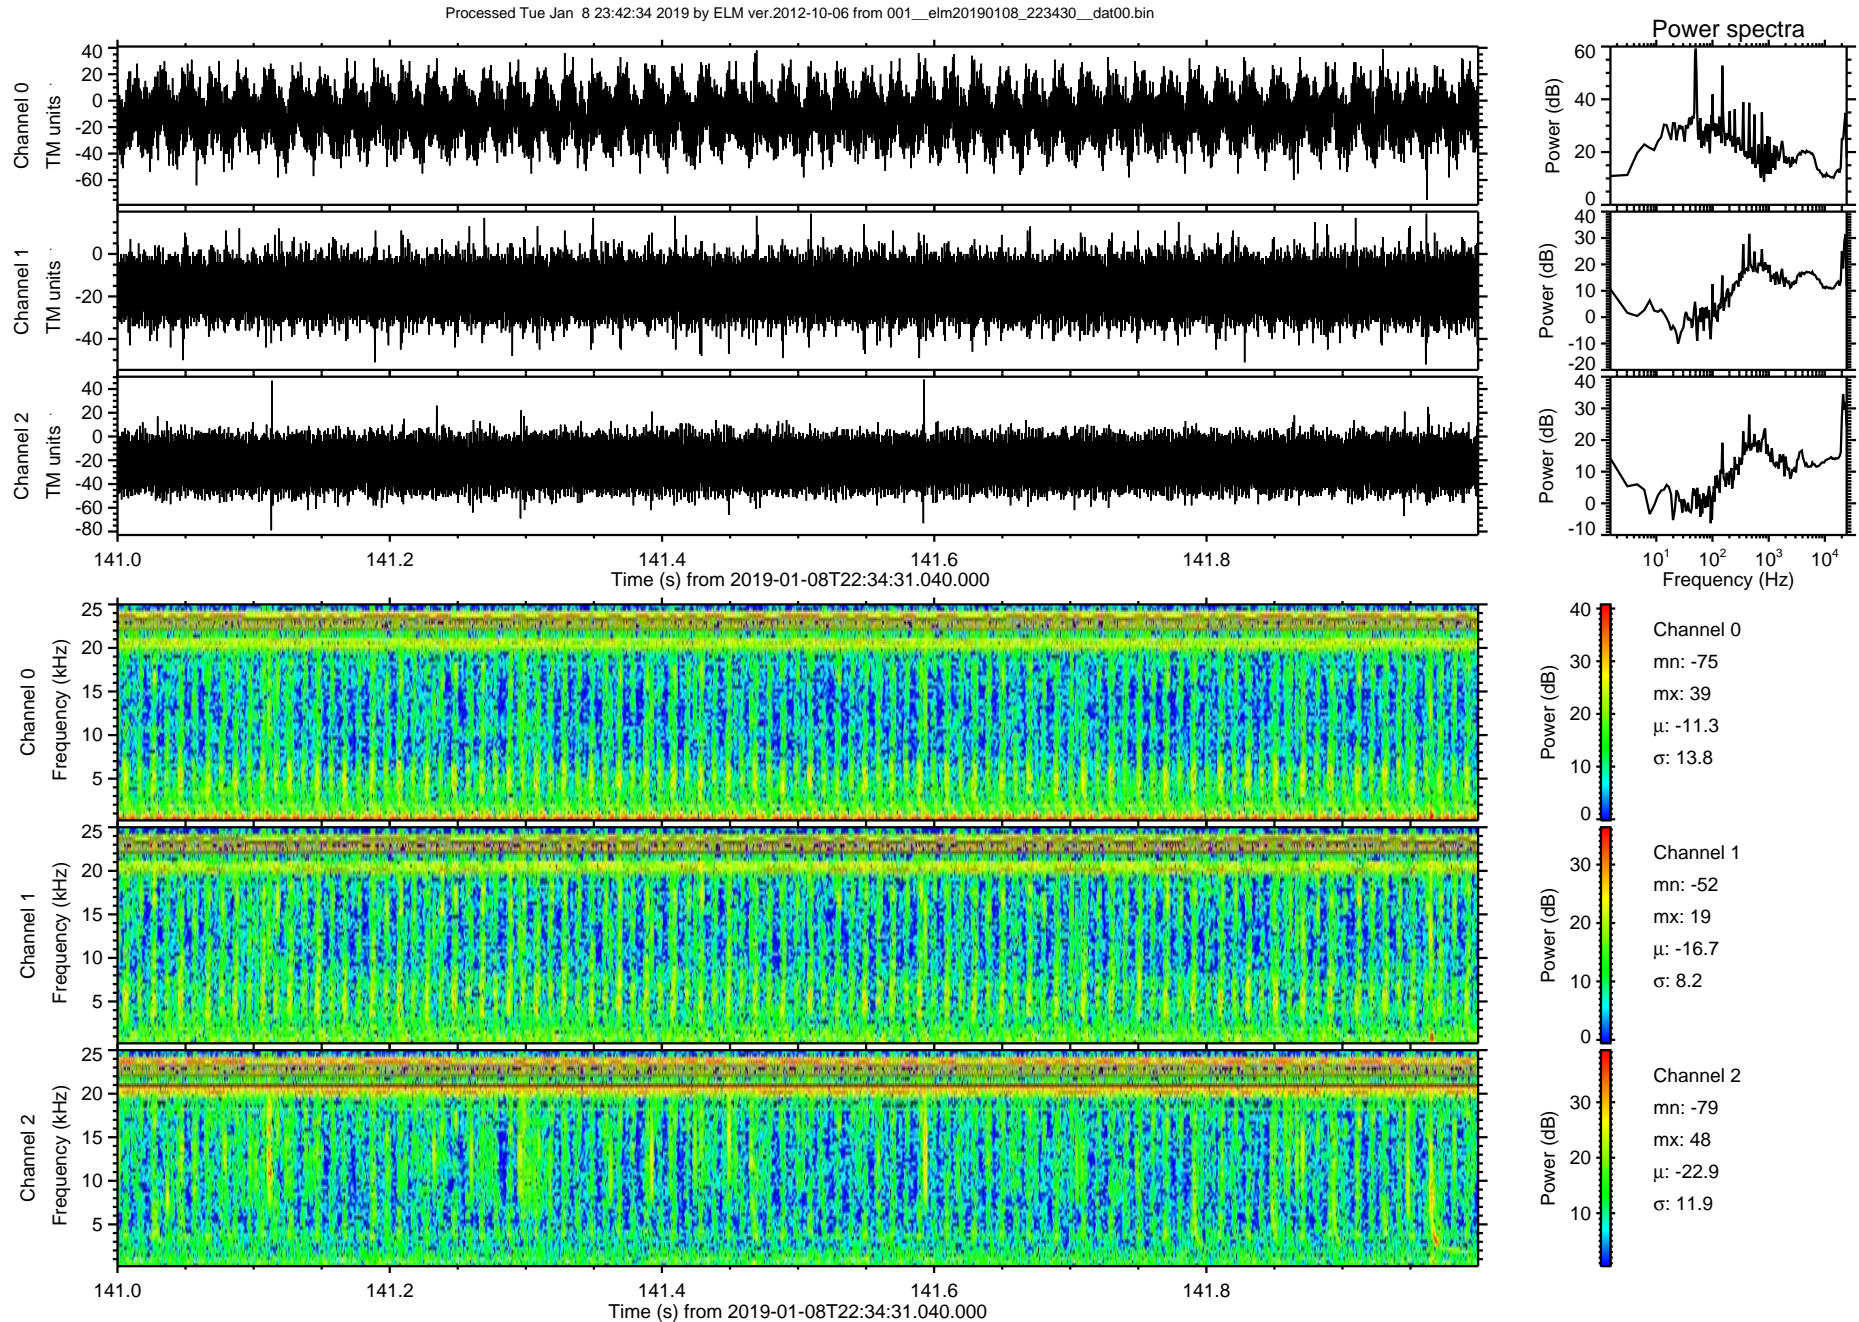 Processed Tue Jan  8 23:42:34 2019 by ELM ver.2012-10-06 from 001__elm20190108_223430__dat00.bin
Power spectra
Channel 0
TM units
40
20
0
-20
-40
-60
Power (dB)
60
40
20
0
Channel 1
TM units
0
-20
-40
Power (dB)
40
30
20
10
0
-10
-20
Channel 2
TM units
40
20
0
-20
-40
-60
-80
Power (dB)
40
30
20
10
0
-10
141.0 141.2 141.4 141.6 141.8
Time (s) from 2019-01-08T22:34:31.040.000
10¹ 10² 10³ 10⁴
Frequency (Hz)
Channel 0
Frequency (kHz)
25
20
15
10
5
Power (dB)
40
30
20
10
0
Channel 0
mn: -75
mx: 39
µ: -11.3
σ: 13.8
Channel 1
Frequency (kHz)
25
20
15
10
5
Power (dB)
30
20
10
0
Channel 1
mn: -52
mx: 19
µ: -16.7
σ: 8.2
Channel 2
Frequency (kHz)
25
20
15
10
5
Power (dB)
30
20
10
Channel 2
mn: -79
mx: 48
µ: -22.9
σ: 11.9
141.0 141.2 141.4 141.6 141.8
Time (s) from 2019-01-08T22:34:31.040.000